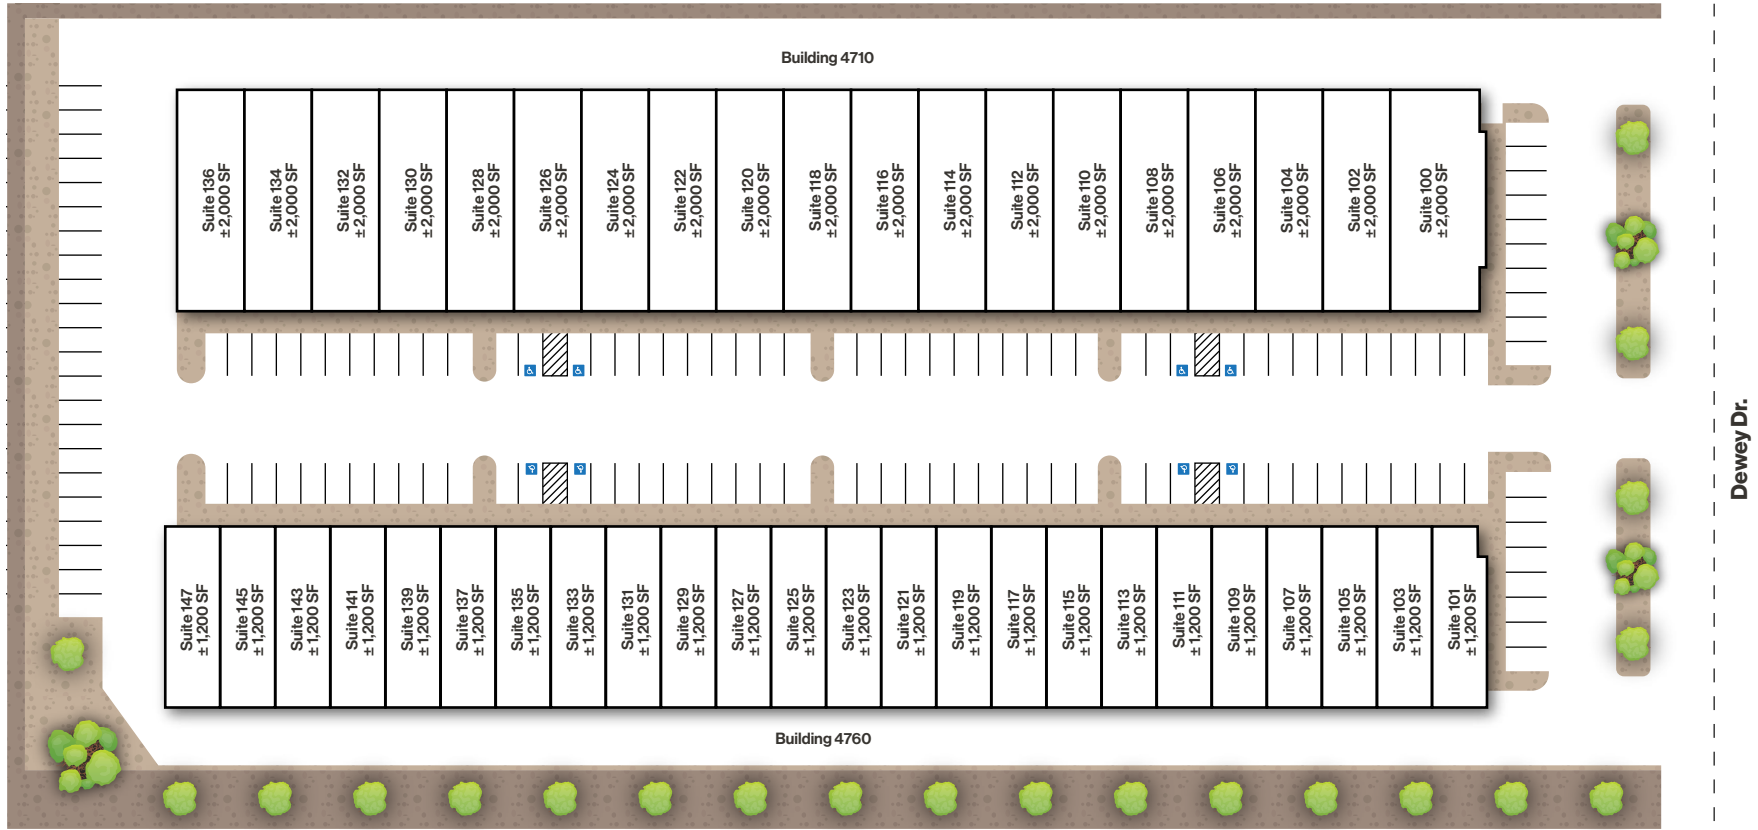 Building 4710
Suite 136
± 2,000 SF
Suite 134
± 2,000 SF
Suite 132
± 2,000 SF
Suite 130
± 2,000 SF
Suite 128
± 2,000 SF
Suite 126
± 2,000 SF
Suite 124
± 2,000 SF
Suite 122
± 2,000 SF
Suite 120
± 2,000 SF
Suite 118
± 2,000 SF
Suite 116
± 2,000 SF
Suite 114
± 2,000 SF
Suite 112
± 2,000 SF
Suite 110
± 2,000 SF
Suite 108
± 2,000 SF
Suite 106
± 2,000 SF
Suite 104
± 2,000 SF
Suite 102
± 2,000 SF
Suite 100
± 2,000 SF
Dewey Dr.
Suite 147
± 1,200 SF
Suite 145
± 1,200 SF
Suite 143
± 1,200 SF
Suite 141
± 1,200 SF
Suite 139
± 1,200 SF
Suite 137
± 1,200 SF
Suite 135
± 1,200 SF
Suite 133
± 1,200 SF
Suite 131
± 1,200 SF
Suite 129
± 1,200 SF
Suite 127
± 1,200 SF
Suite 125
± 1,200 SF
Suite 123
± 1,200 SF
Suite 121
± 1,200 SF
Suite 119
± 1,200 SF
Suite 117
± 1,200 SF
Suite 115
± 1,200 SF
Suite 113
± 1,200 SF
Suite 111
± 1,200 SF
Suite 109
± 1,200 SF
Suite 107
± 1,200 SF
Suite 105
± 1,200 SF
Suite 103
± 1,200 SF
Suite 101
± 1,200 SF
Building 4760